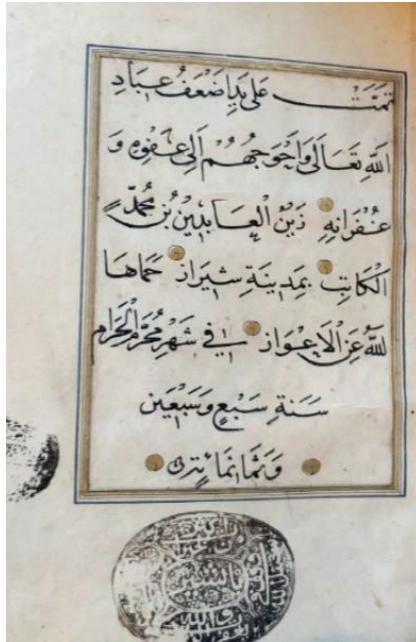 تمت على يد اضعف عباد
الله تعالى واحوجهم الى عفوه و
غفرانه زين العابدين بن محمد
الكاتب بمدينة شيراز حماها
لله عن الاعواز في شهر محرم الحرام
سنة سبع وسبعين
وثمانمائة